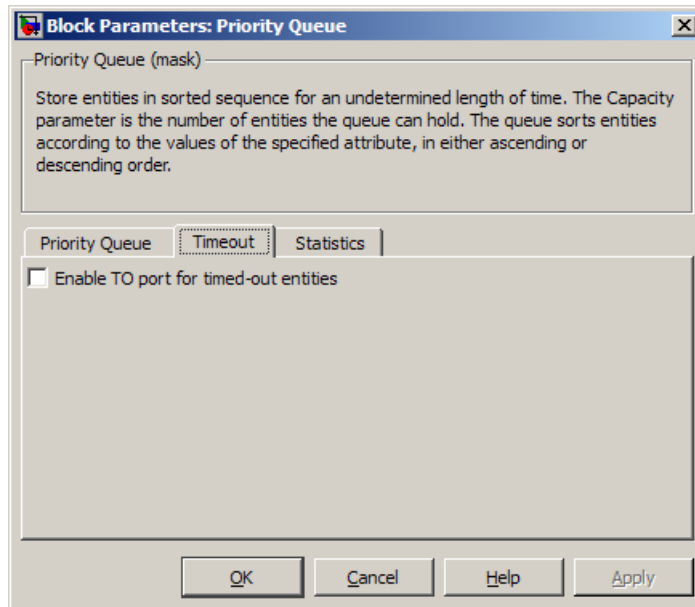 Block Parameters: Priority Queue
Priority Queue (mask)
Store entities in sorted sequence for an undetermined length of time. The Capacity
parameter is the number of entities the queue can hold. The queue sorts entities
according to the values of the specified attribute, in either ascending or
descending order.
Priority Queue Timeout Statistics
Enable TO port for timed-out entities
OK Cancel Help Apply